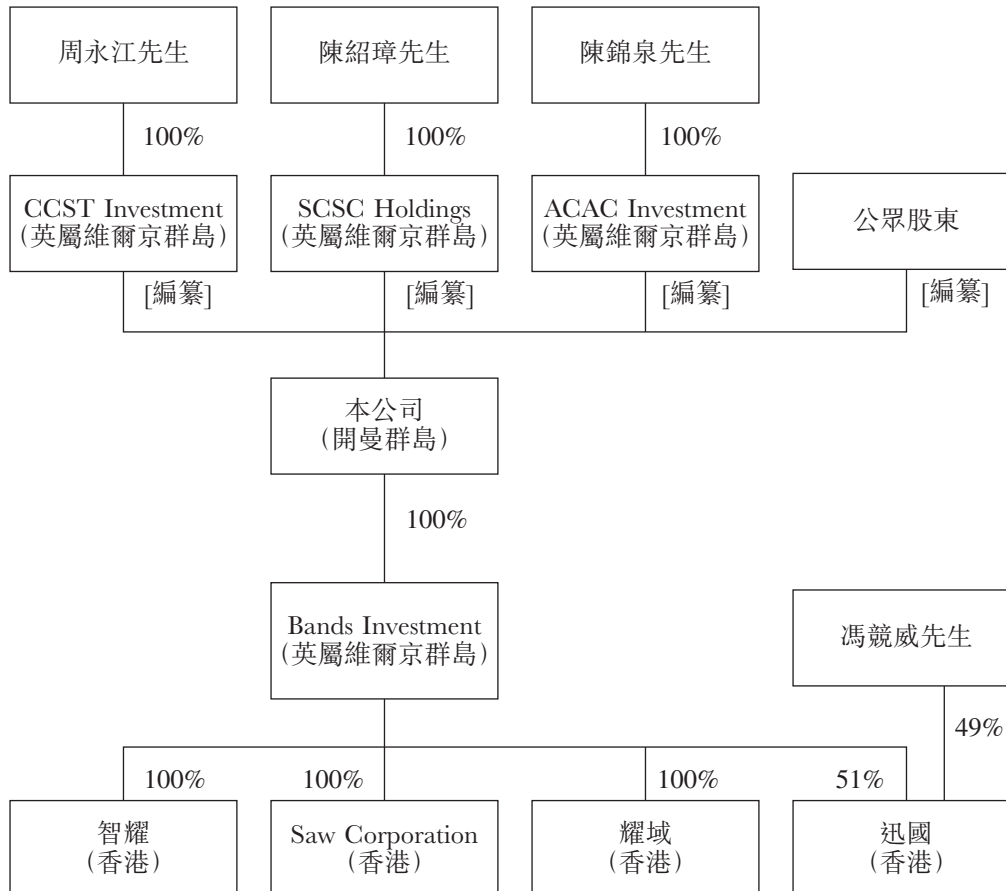 周永江先生
陳紹璋先生
陳錦泉先生
100%
100%
100%
CCST Investment
(英屬維爾京群島)
SCSC Holdings
(英屬維爾京群島)
ACAC Investment
(英屬維爾京群島)
公眾股東
[編纂]
[編纂]
[編纂]
[編纂]
本公司
(開曼群島)
100%
Bands Investment
(英屬維爾京群島)
馮競威先生
49%
100%
100%
100%
51%
智耀
(香港)
Saw Corporation
(香港)
耀域
(香港)
迅國
(香港)